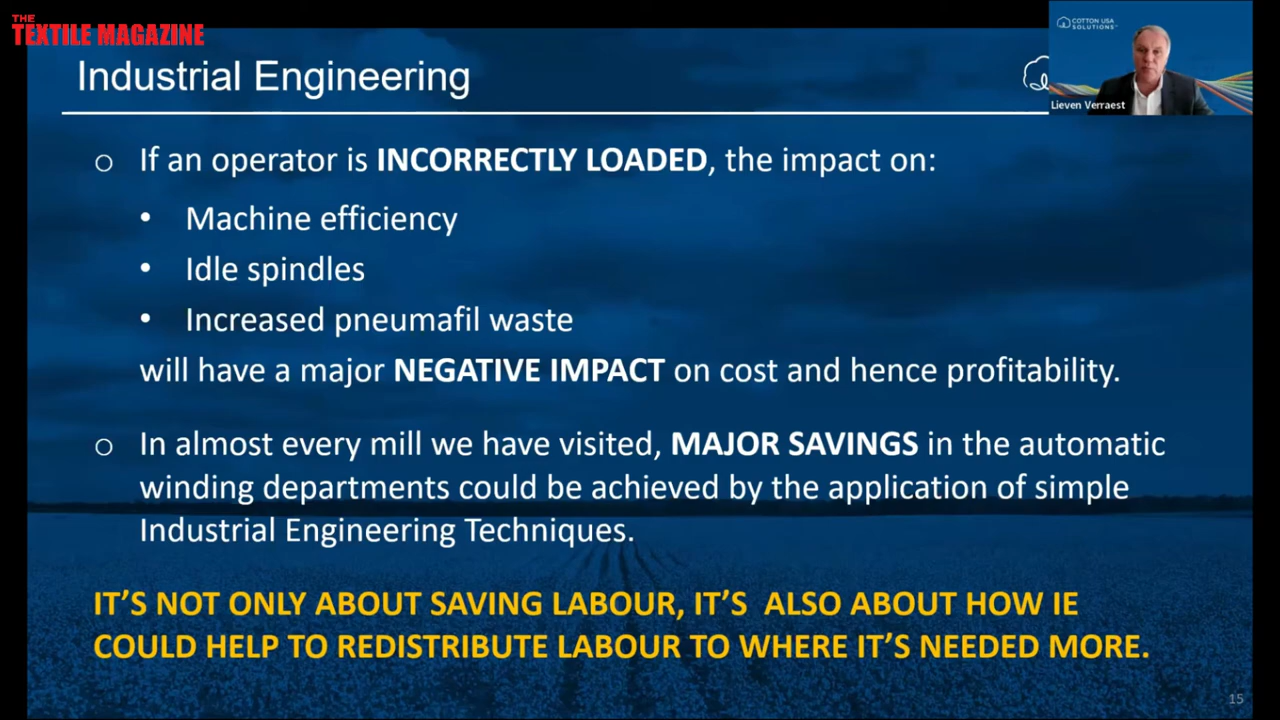 THE
TEXTILE MAGAZINE
COTTON USA
SOLUTIONS™
Lieven Verraest
Industrial Engineering
o If an operator is INCORRECTLY LOADED, the impact on:
• Machine efficiency
• Idle spindles
• Increased pneumafil waste
will have a major NEGATIVE IMPACT on cost and hence profitability.
o In almost every mill we have visited, MAJOR SAVINGS in the automatic
winding departments could be achieved by the application of simple
Industrial Engineering Techniques.
IT’S NOT ONLY ABOUT SAVING LABOUR, IT’S  ALSO ABOUT HOW IE
COULD HELP TO REDISTRIBUTE LABOUR TO WHERE IT’S NEEDED MORE.
15